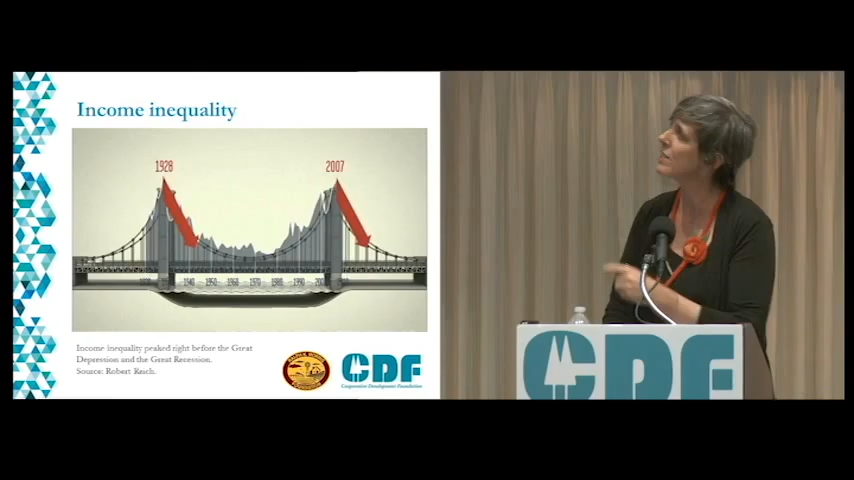 Income inequality
1928
2007
1940 1950 1960 1970 1980 1990
Income inequality peaked right before the Great
Depression and the Great Recession.
Source: Robert Reich.
CDF
Cooperative Development Foundation
CDF